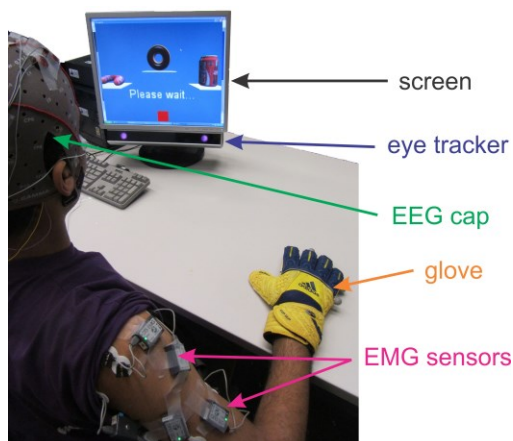 Please wait...
screen
eye tracker
EEG cap
glove
EMG sensors